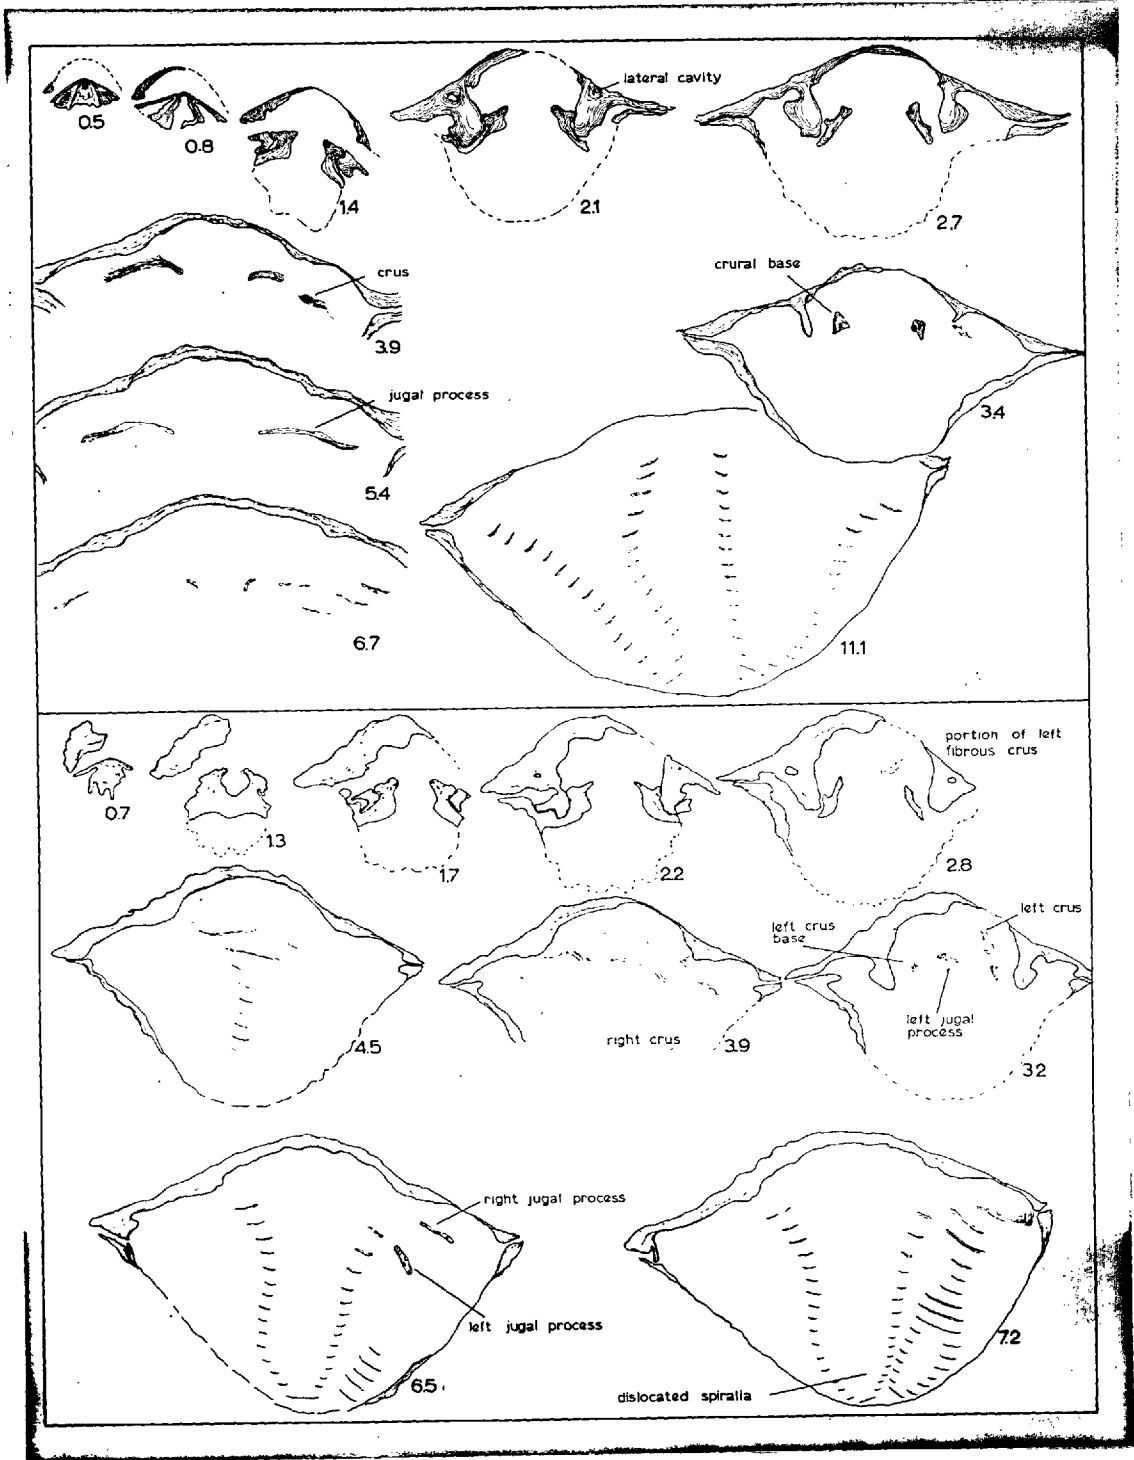 0.5
0.8
1.4
lateral cavity
2.1
2.7
crus
3.9
crural base
3.4
jugal process
5.4
6.7
11.1
0.7
1.3
1.7
2.2
portion of left
fibrous crus
2.8
4.5
right crus
3.9
left crus
base
left crus
left jugal
process
32
right jugal process
left jugal process
6.5
dislocated spiralia
7.2